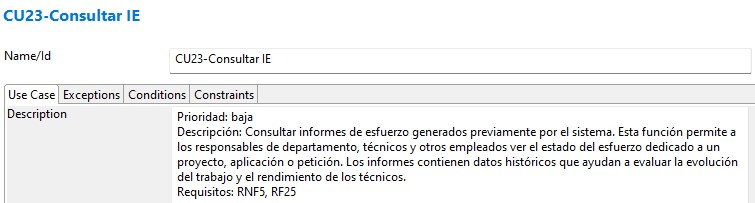 CU23-Consultar IE
Name/Id
CU23-Consultar IE
Use Case Exceptions Conditions Constraints
Description
Prioridad: baja
Descripción: Consultar informes de esfuerzo generados previamente por el sistema. Esta función permite a
los responsables de departamento, técnicos y otros empleados ver el estado del esfuerzo dedicado a un
proyecto, aplicación o petición. Los informes contienen datos históricos que ayudan a evaluar la evolución
del trabajo y el rendimiento de los técnicos.
Requisitos: RNF5, RF25